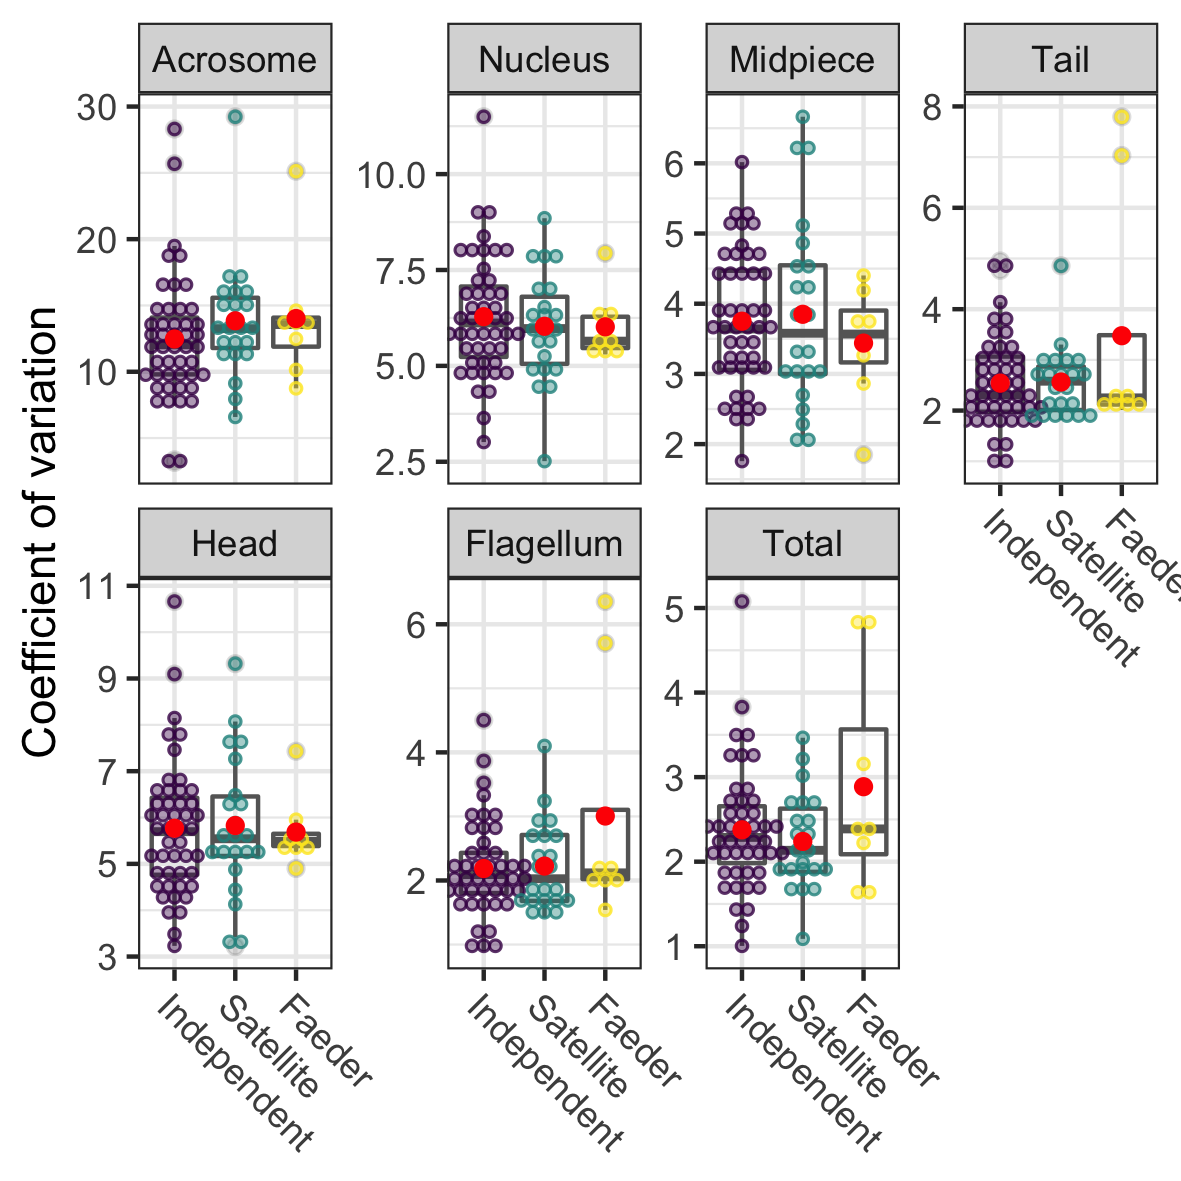 Coefficient of variation
Acrosome
30
20
10
Nucleus
10.0
7.5
5.0
2.5
Midpiece
6
5
4
3
2
Tail
8
6
4
2
Independent
Satellite
Faeder
Head
11
9
7
5
3
Independent
Satellite
Faeder
Flagellum
6
4
2
Independent
Satellite
Faeder
Total
5
4
3
2
1
Independent
Satellite
Faeder